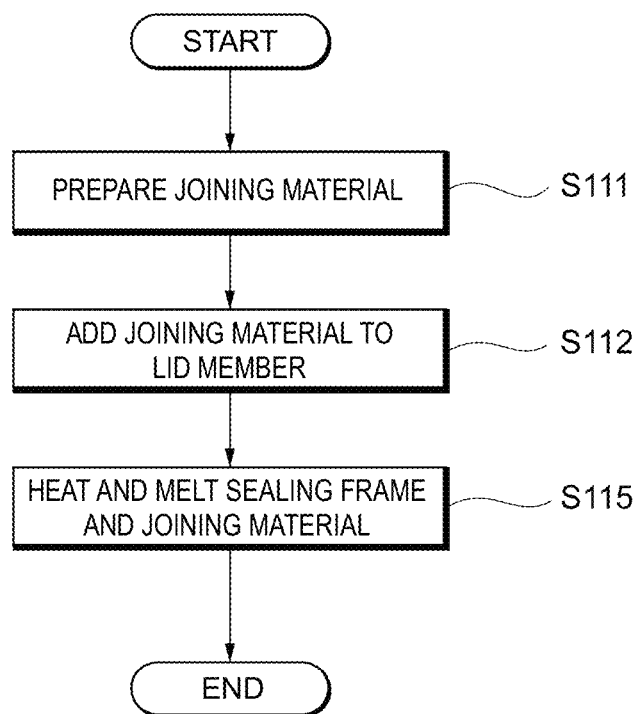 START
PREPARE JOINING MATERIAL
S111
ADD JOINING MATERIAL TO
LID MEMBER
S112
HEAT AND MELT SEALING FRAME
AND JOINING MATERIAL
S115
END